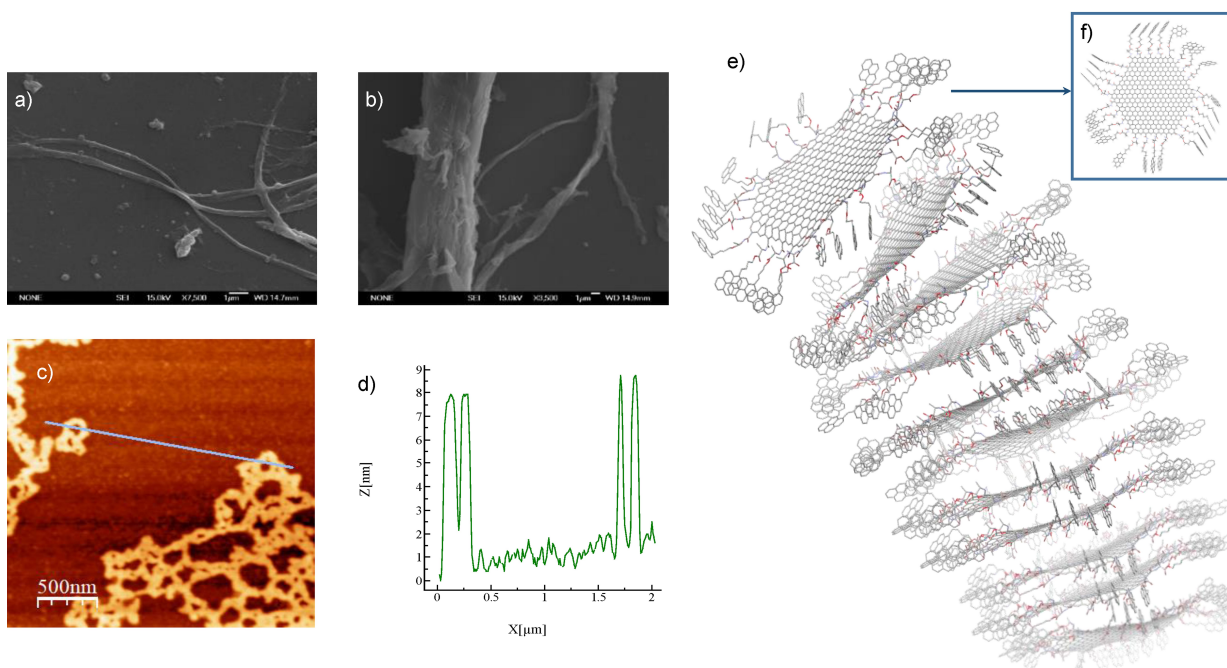 a)
NONE SEI 15.0kV X7,500 1μm WD 14.7mm
b)
NONE SEI 15.0kV X3,500 1μm WD 14.9mm
c)
500nm
d)
9
8
7
6
5
4
3
2
1
0
Z[nm]
0 0.5 1 1.5 2
X[μm]
e)
f)